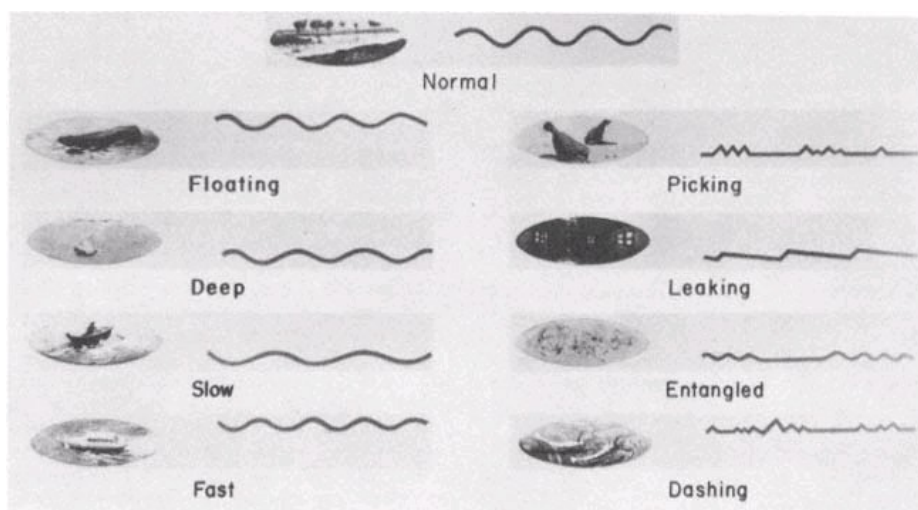 Normal
Floating
Picking
Deep
Leaking
Slow
Entangled
Fast
Dashing